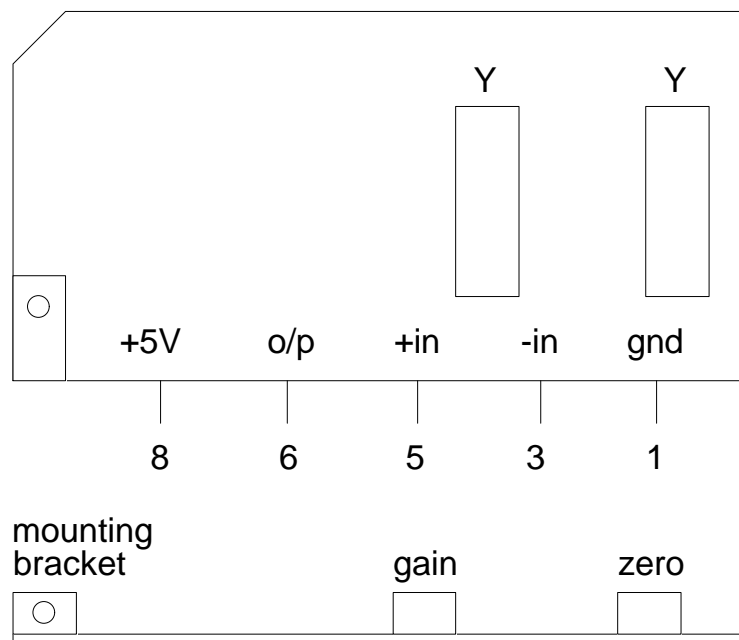 Y Y
+5V o/p +in -in gnd
8 6 5 3 1
mounting
bracket gain zero